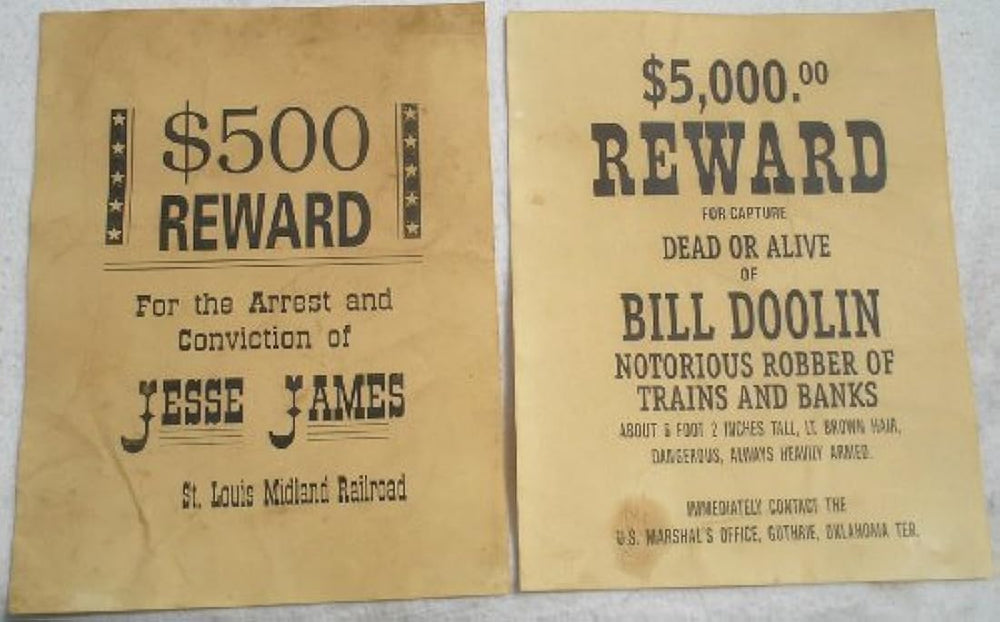 $500
REWARD
For the Arrest and
Conviction of
JESSE JAMES
St. Louis Midland Railroad
$5,000.00
REWARD
FOR CAPTURE
DEAD OR ALIVE
OF
BILL DOOLIN
NOTORIOUS ROBBER OF
TRAINS AND BANKS
ABOUT 6 FOOT 2 INCHES TALL, LT. BROWN HAIR,
DANGEROUS, ALWAYS HEAVILY ARMED.
IMMEDIATELY CONTACT THE
U.S. MARSHAL'S OFFICE, GUTHRIE, OKLAHOMA TER.